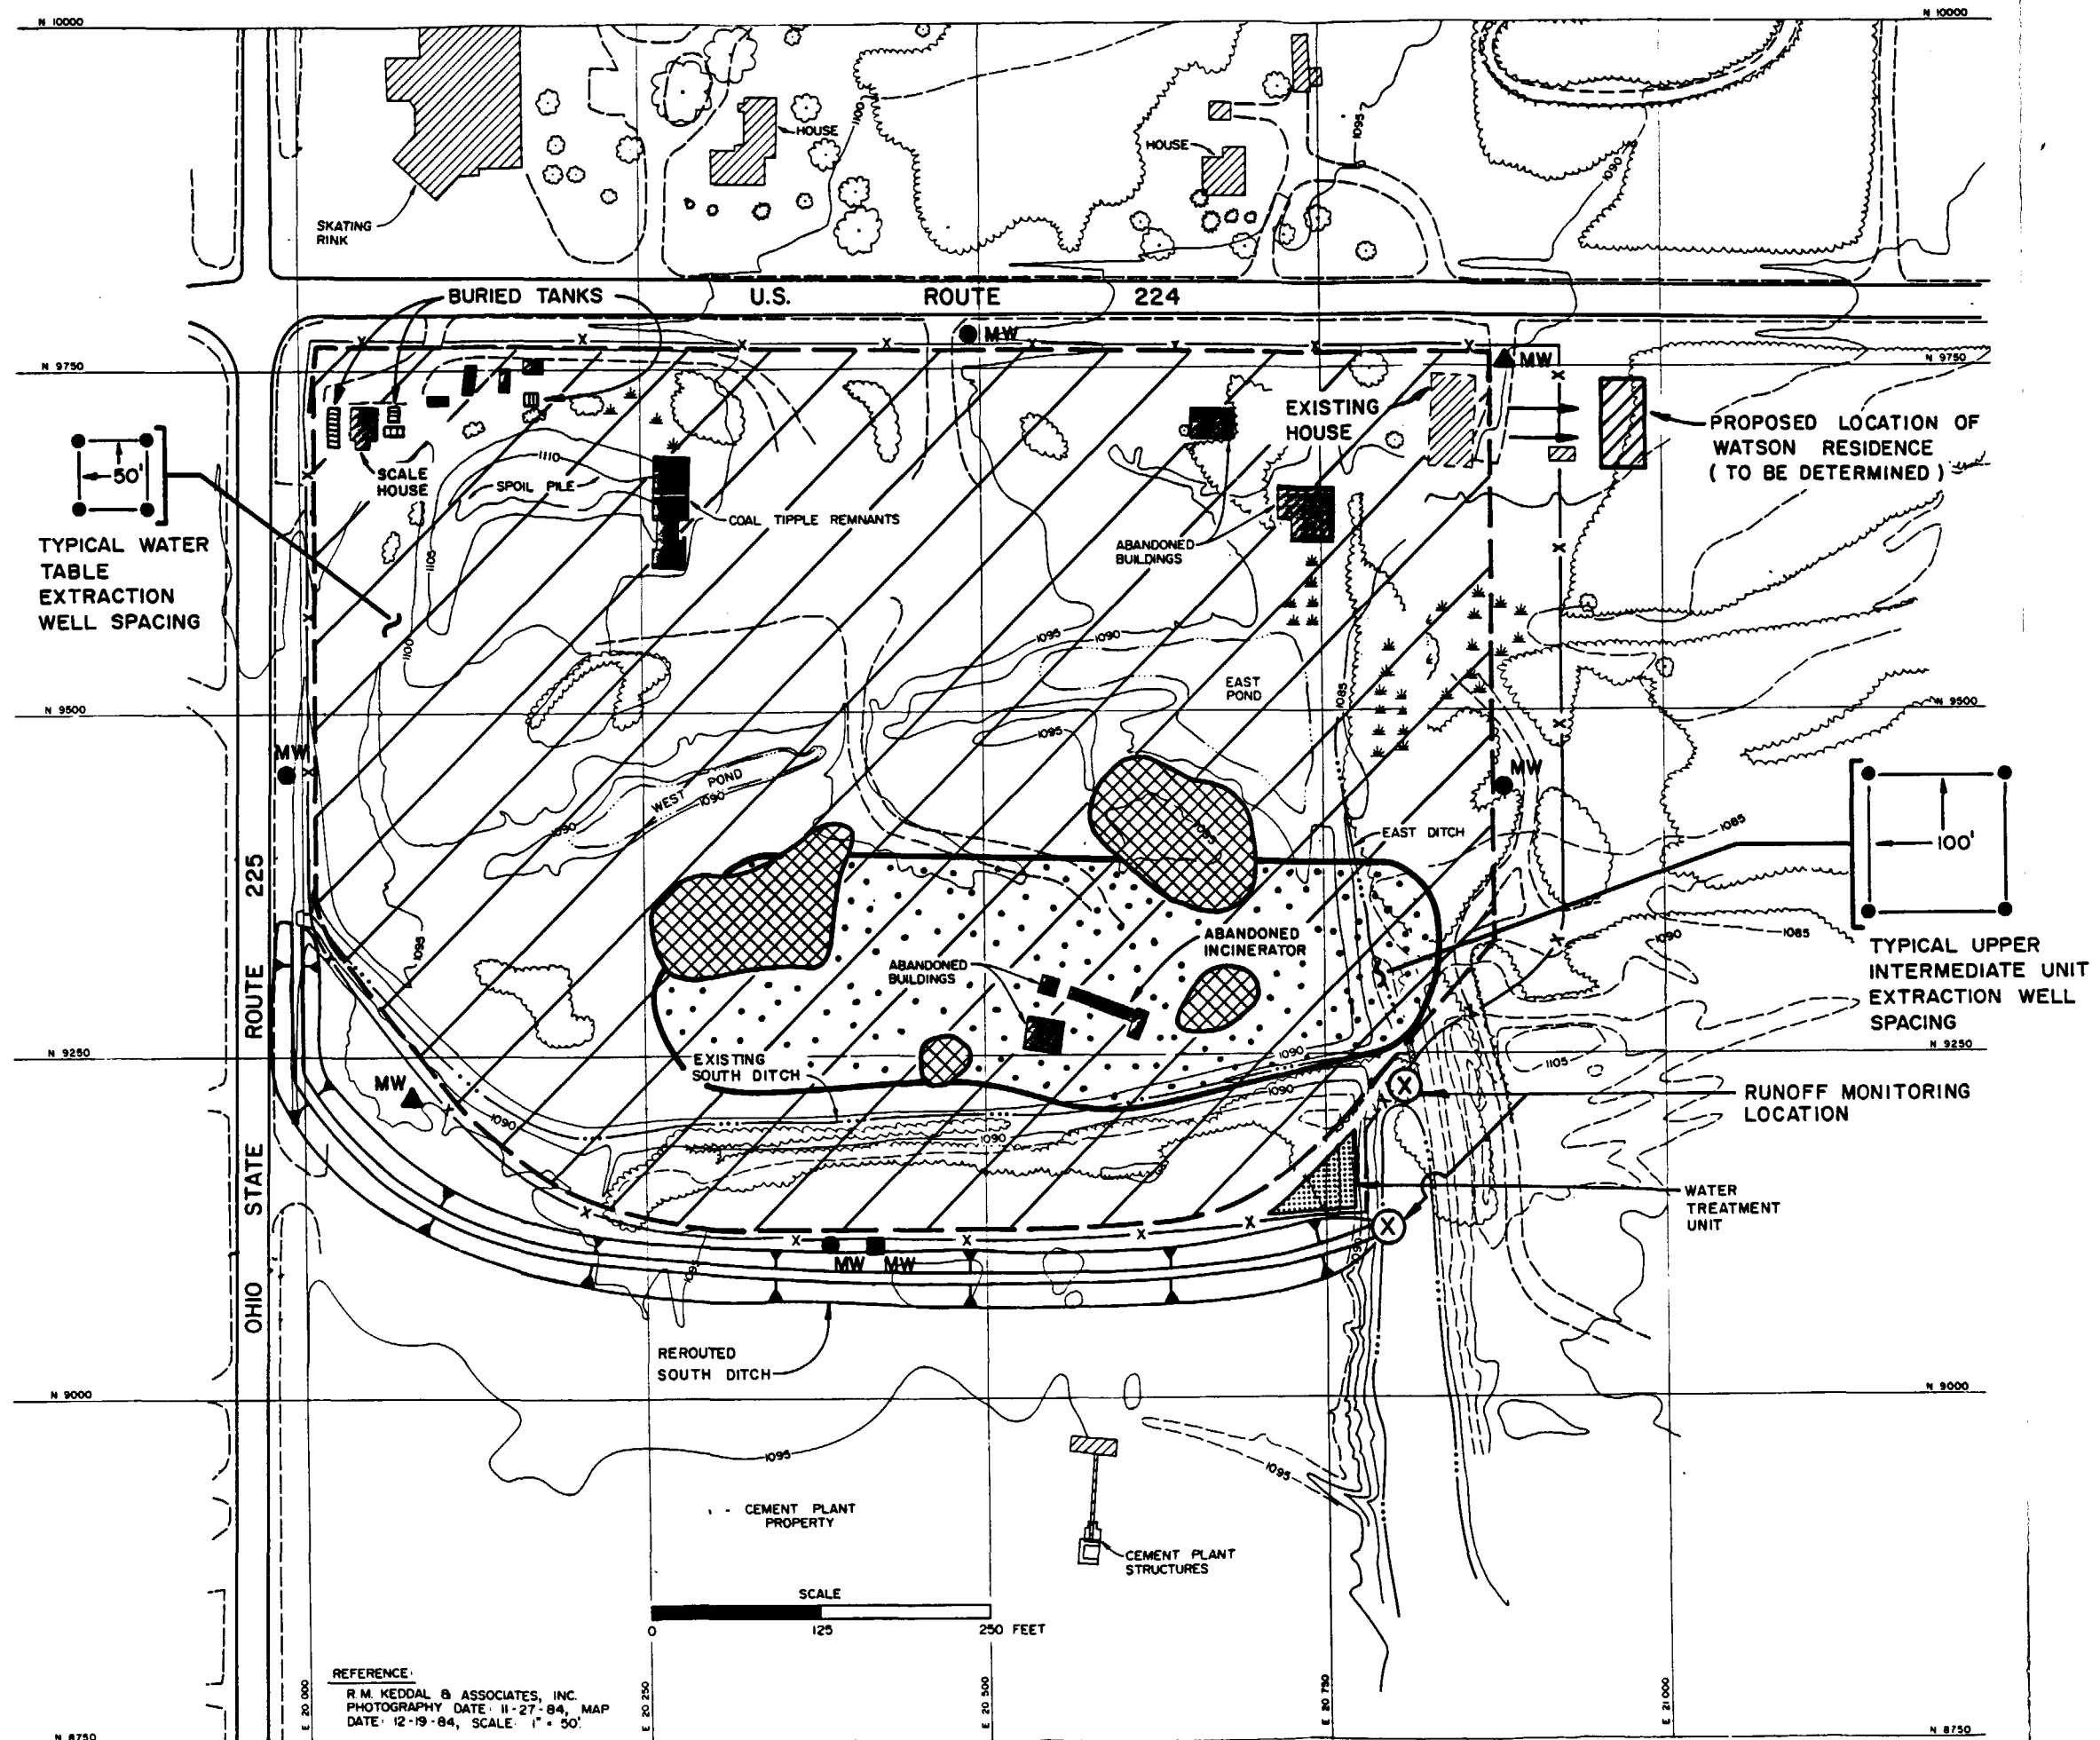 N 10000
N 10000
HOUSE
1100
HOUSE
1095
1090
SKATING
RINK
BURIED TANKS
U.S. ROUTE 224
MW
N 9750
MW
N 9750
EXISTING
HOUSE
PROPOSED LOCATION OF
WATSON RESIDENCE
( TO BE DETERMINED )
50'
SCALE
HOUSE
1110
SPOIL PILE
COAL TIPPLE REMNANTS
TYPICAL WATER
TABLE
EXTRACTION
WELL SPACING
1105
ABANDONED
BUILDINGS
1100
1095
1090
EAST
POND
1085
N 9500
N 9500
MW
1095
WEST POND
1090
1090
MW
1095
EAST DITCH
1085
100'
OHIO STATE ROUTE 225
1095
ABANDONED
INCINERATOR
ABANDONED
BUILDINGS
1090
1085
TYPICAL UPPER
INTERMEDIATE UNIT
EXTRACTION WELL
SPACING
N 9250
N 9250
EXISTING
SOUTH DITCH
1090
1105
MW
1090
1090
1090
RUNOFF MONITORING
LOCATION
WATER
TREATMENT
UNIT
MW MW
1095
1090
REROUTED
SOUTH DITCH
N 9000
N 9000
1095
1095
CEMENT PLANT
PROPERTY
CEMENT PLANT
STRUCTURES
SCALE
0 125 250 FEET
REFERENCE:
R.M. KEDDAL & ASSOCIATES, INC.
PHOTOGRAPHY DATE: 11-27-84, MAP
DATE: 12-19-84, SCALE: 1" = 50'.
E 20 000
E 20 250
E 20 500
E 20 750
E 21 000
N 8750
N 8750